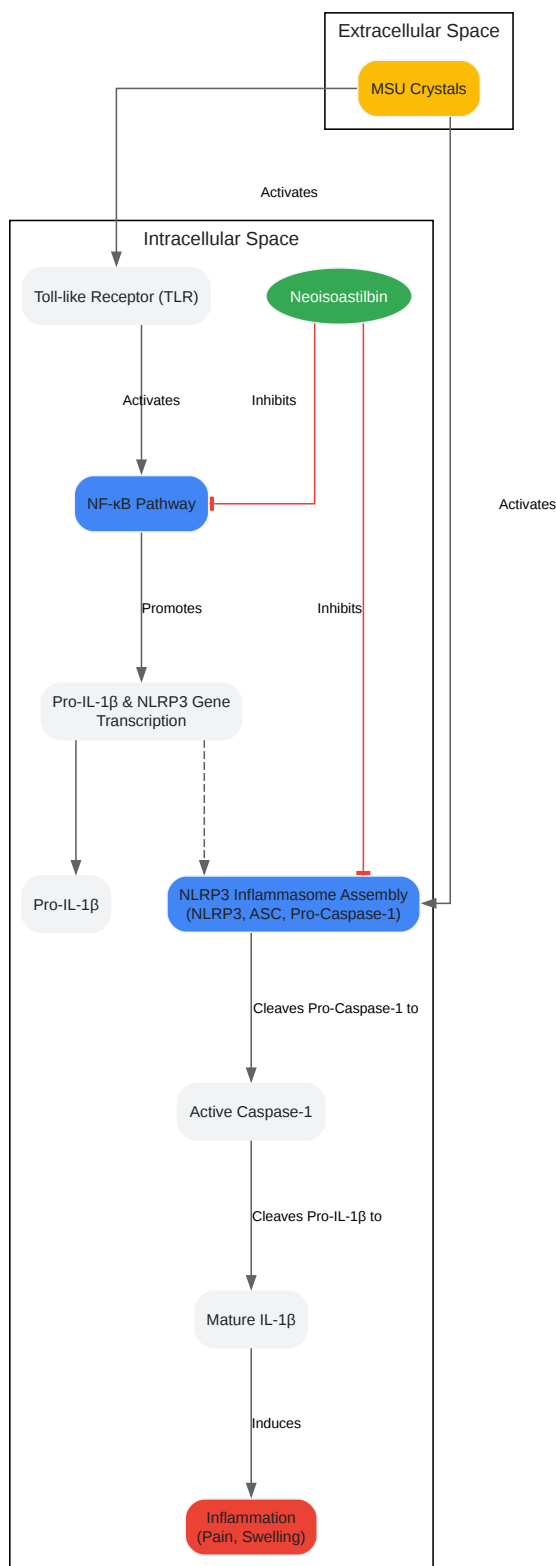 Extracellular Space
MSU Crystals
Activates
Intracellular Space
Toll-like Receptor (TLR)
Neoisoastilbin
Activates
Inhibits
NF-κB Pathway
Activates
Promotes
Inhibits
Pro-IL-1β & NLRP3 Gene
Transcription
Pro-IL-1β
NLRP3 Inflammasome Assembly
(NLRP3, ASC, Pro-Caspase-1)
Cleaves Pro-Caspase-1 to
Active Caspase-1
Cleaves Pro-IL-1β to
Mature IL-1β
Induces
Inflammation
(Pain, Swelling)